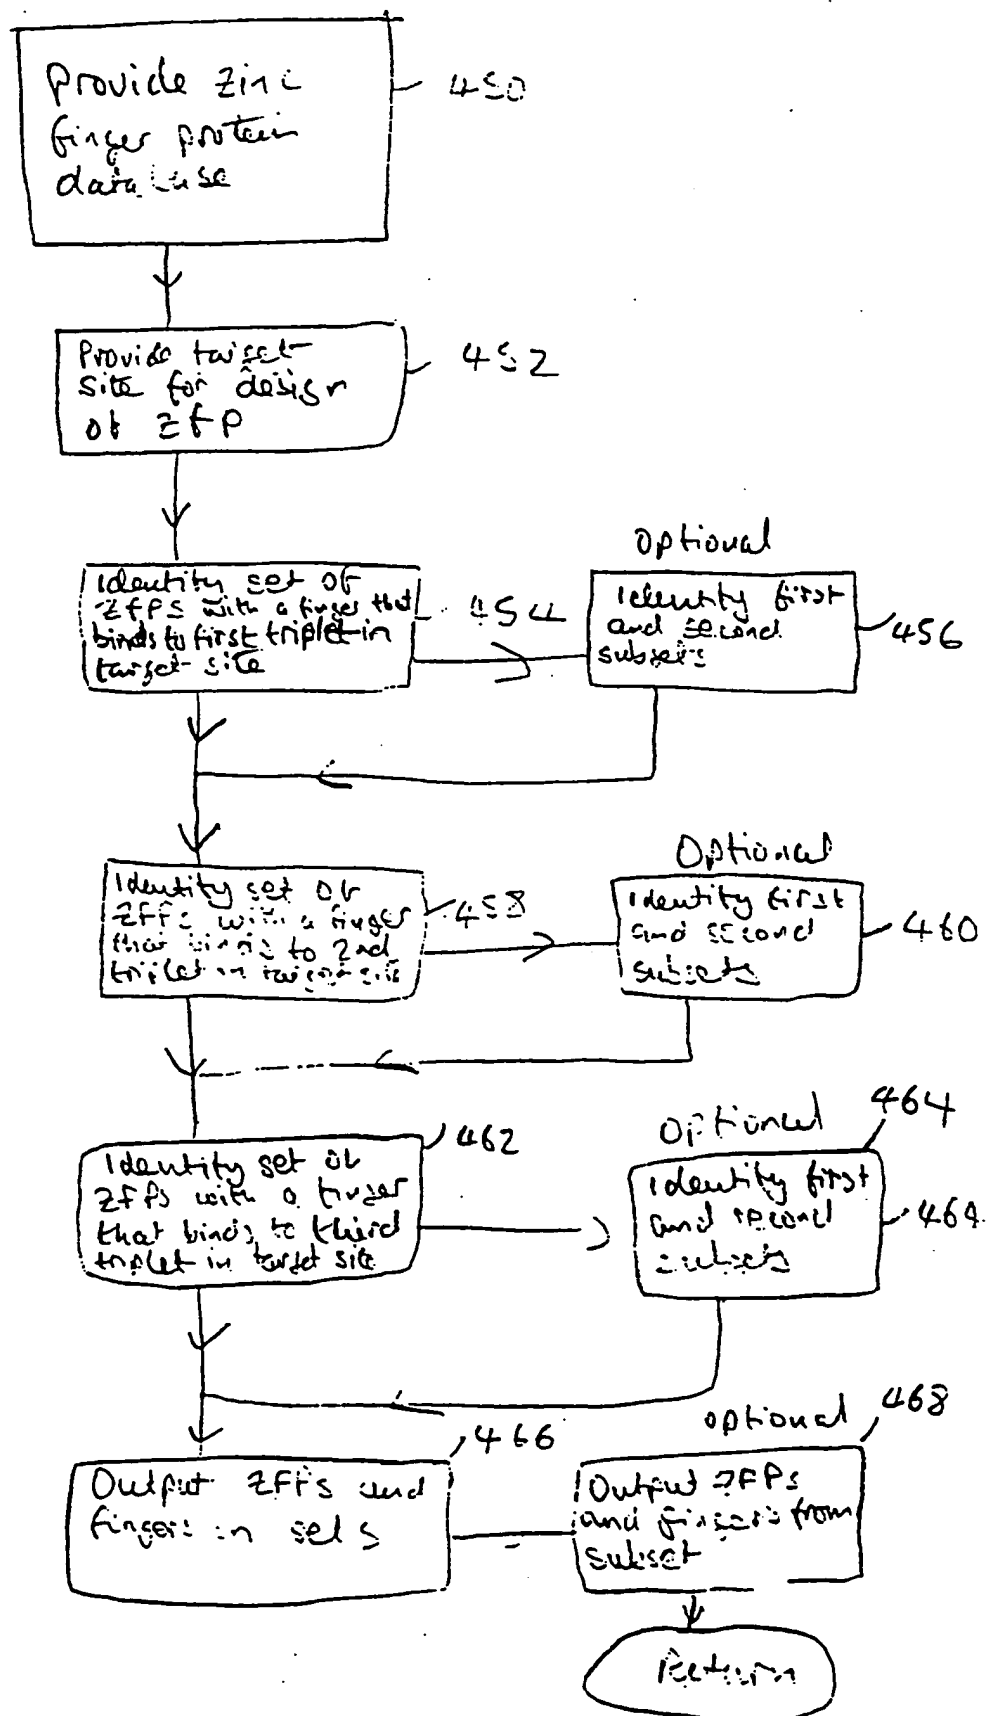 Provide zinc
finger protein
database
450
Provide target
site for design
of ZFP
452
Identify set of
ZFPs with a finger that
binds to first triplet in
target site
454
Optional
Identify first
and second
subsets
456
Identify set of
ZFPs with a finger
that binds to 2nd
triplet in target site
458
Optional
Identify first
and second
subsets
460
Identify set of
ZFPs with a finger
that binds to third
triplet in target site
462
Optional
464
Identify first
and second
subsets
464
Output ZFPs and
fingers in sets
466
optional
468
Output ZFPs
and fingers from
subset
Return